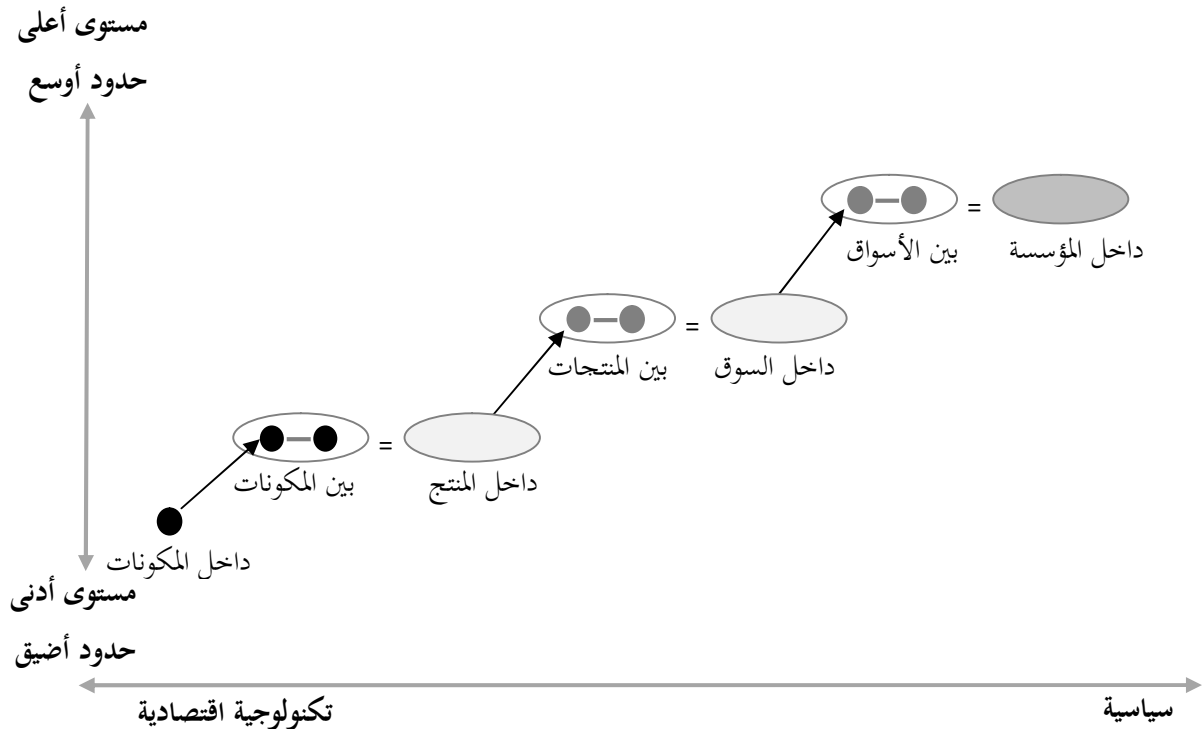 مستوى أعلى
حدود أوسع
=
بين الأسواق
داخل المؤسسة
=
بين المنتجات
داخل السوق
=
بين المكونات
داخل المنتج
داخل المكونات
مستوى أدنى
حدود أضيق
تكنولوجية اقتصادية
سياسية